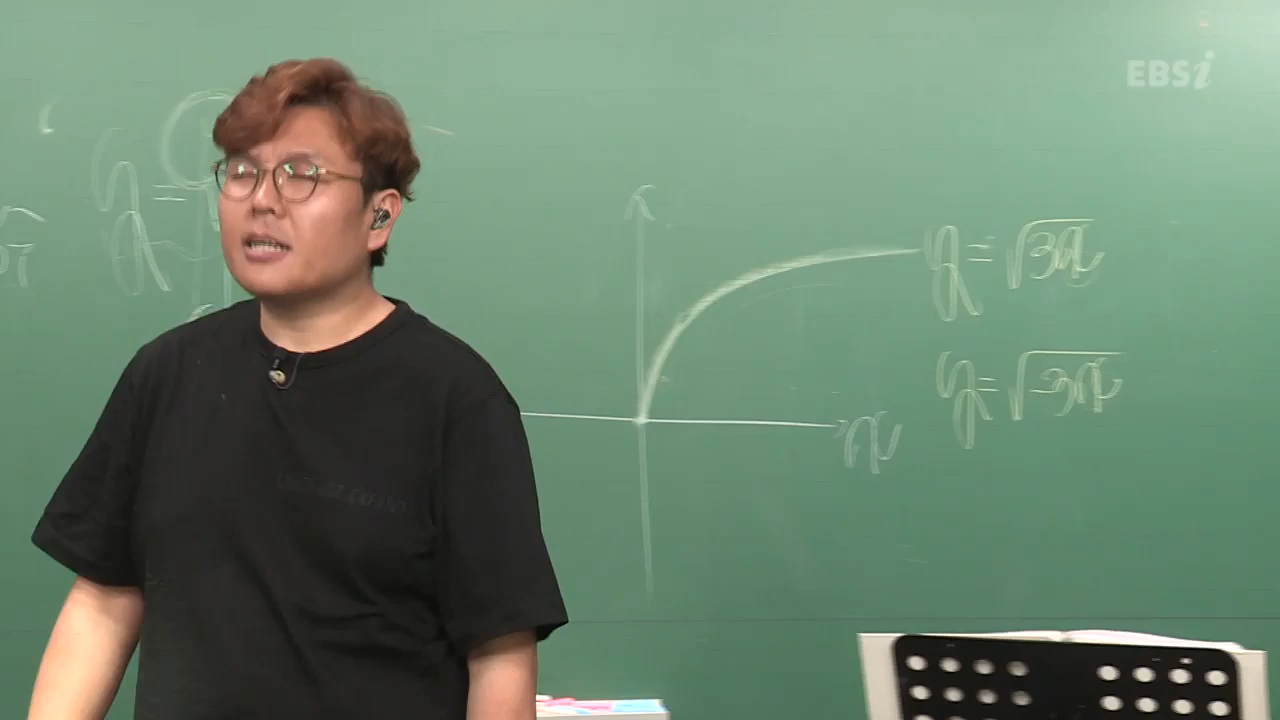 EBSi
y=
y=√3x
y=√-3x
x